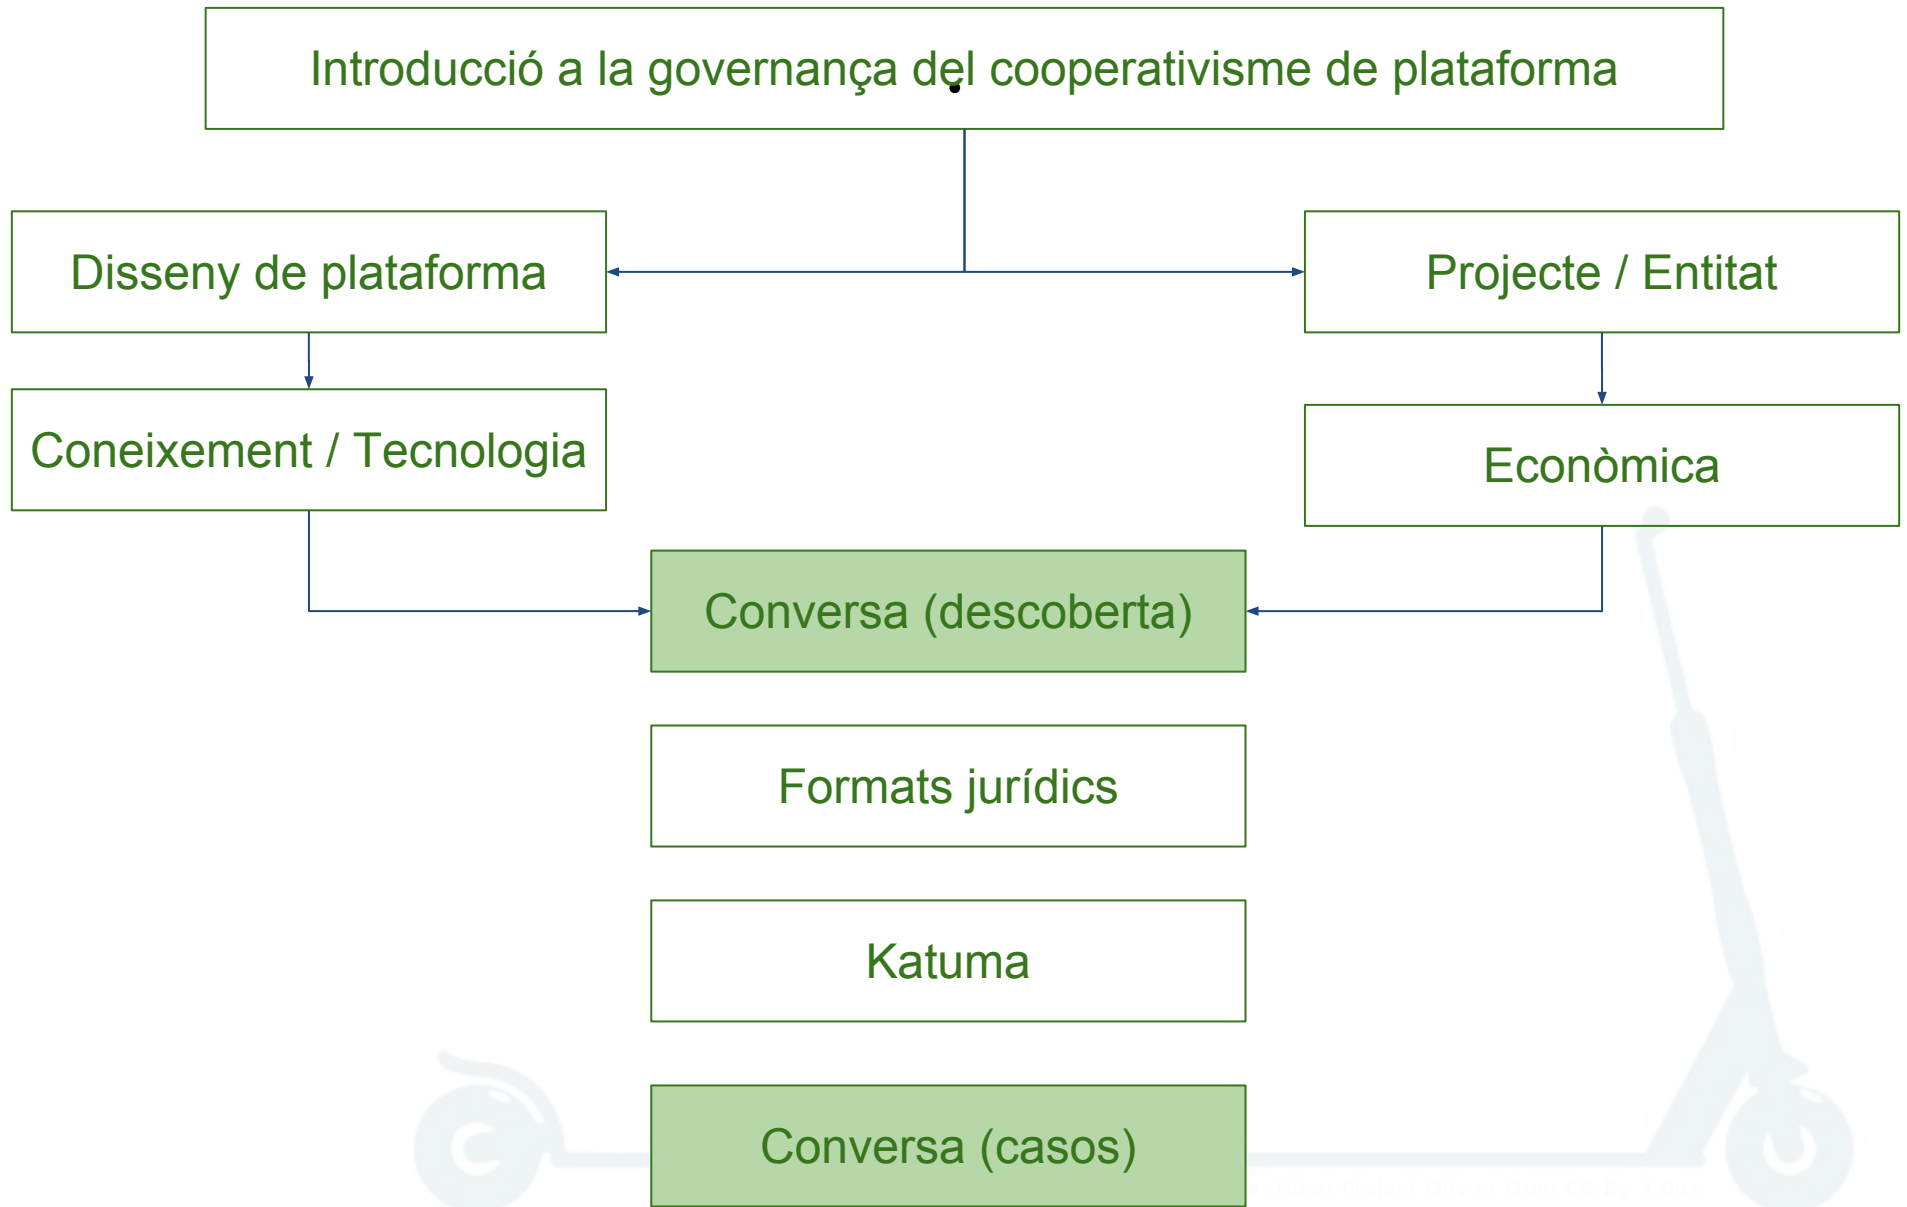 Introducció a la governança del cooperativisme de plataforma
Disseny de plataforma
Projecte / Entitat
Coneixement / Tecnologia
Econòmica
Conversa (descoberta)
Formats jurídics
Katuma
Conversa (casos)